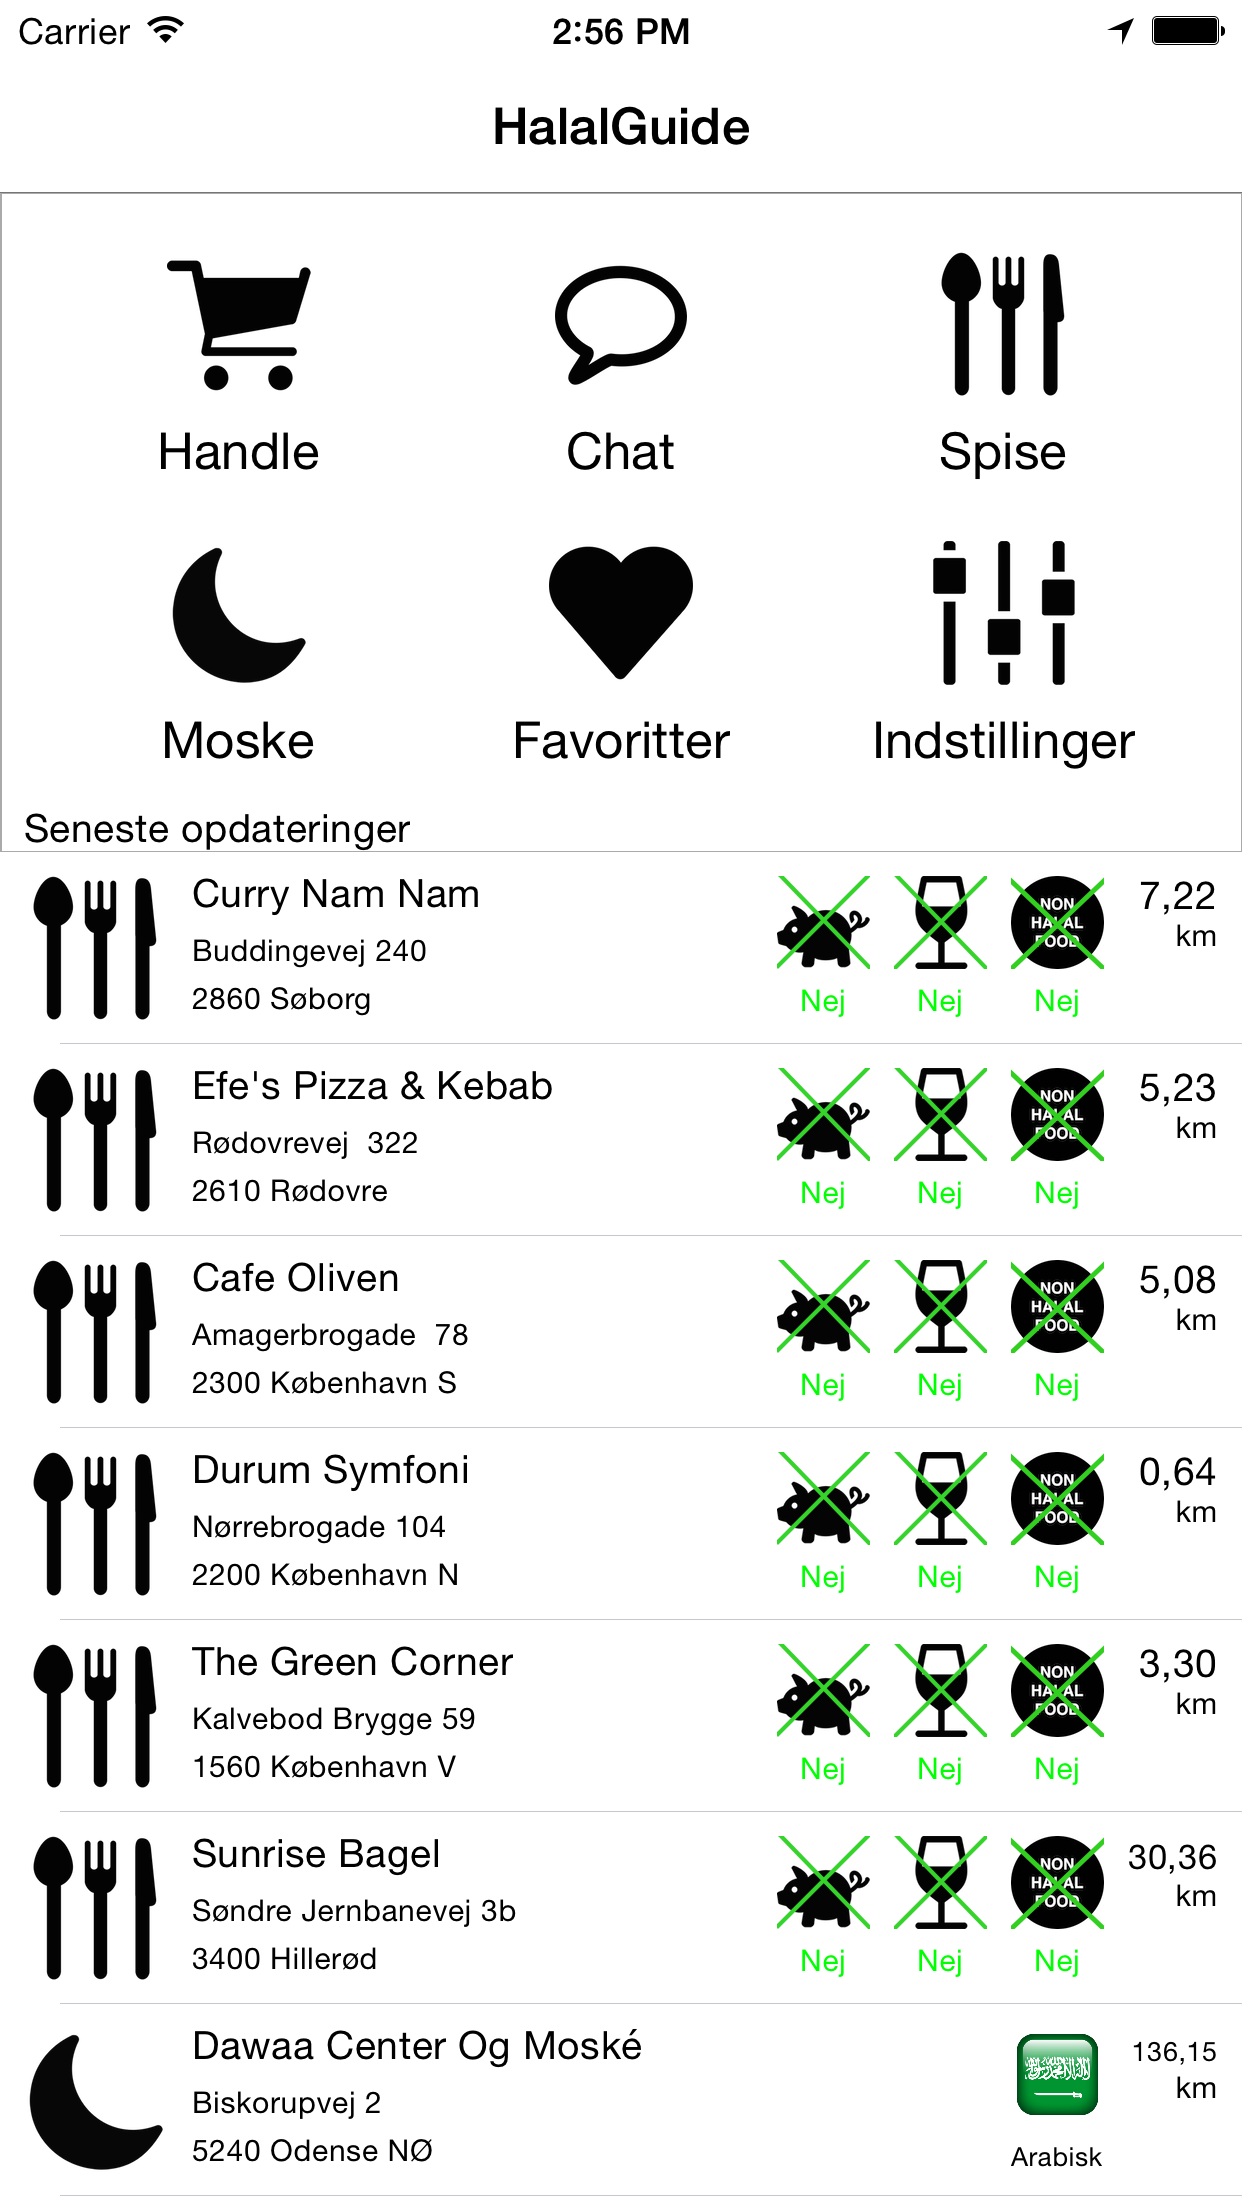 Carrier 2:56 PM
HalalGuide
Handle Chat Spise
Moske Favoritter Indstillinger
Seneste opdateringer
Curry Nam Nam
Buddingevej 240
2860 Søborg
NON HALAL FOOD
Nej Nej Nej
7,22 km
Efe's Pizza & Kebab
Rødovrevej  322
2610 Rødovre
NON HALAL FOOD
Nej Nej Nej
5,23 km
Cafe Oliven
Amagerbrogade  78
2300 København S
NON HALAL FOOD
Nej Nej Nej
5,08 km
Durum Symfoni
Nørrebrogade 104
2200 København N
NON HALAL FOOD
Nej Nej Nej
0,64 km
The Green Corner
Kalvebod Brygge 59
1560 København V
NON HALAL FOOD
Nej Nej Nej
3,30 km
Sunrise Bagel
Søndre Jernbanevej 3b
3400 Hillerød
NON HALAL FOOD
Nej Nej Nej
30,36 km
Dawaa Center Og Moské
Biskorupvej 2
5240 Odense NØ
Arabisk
136,15 km